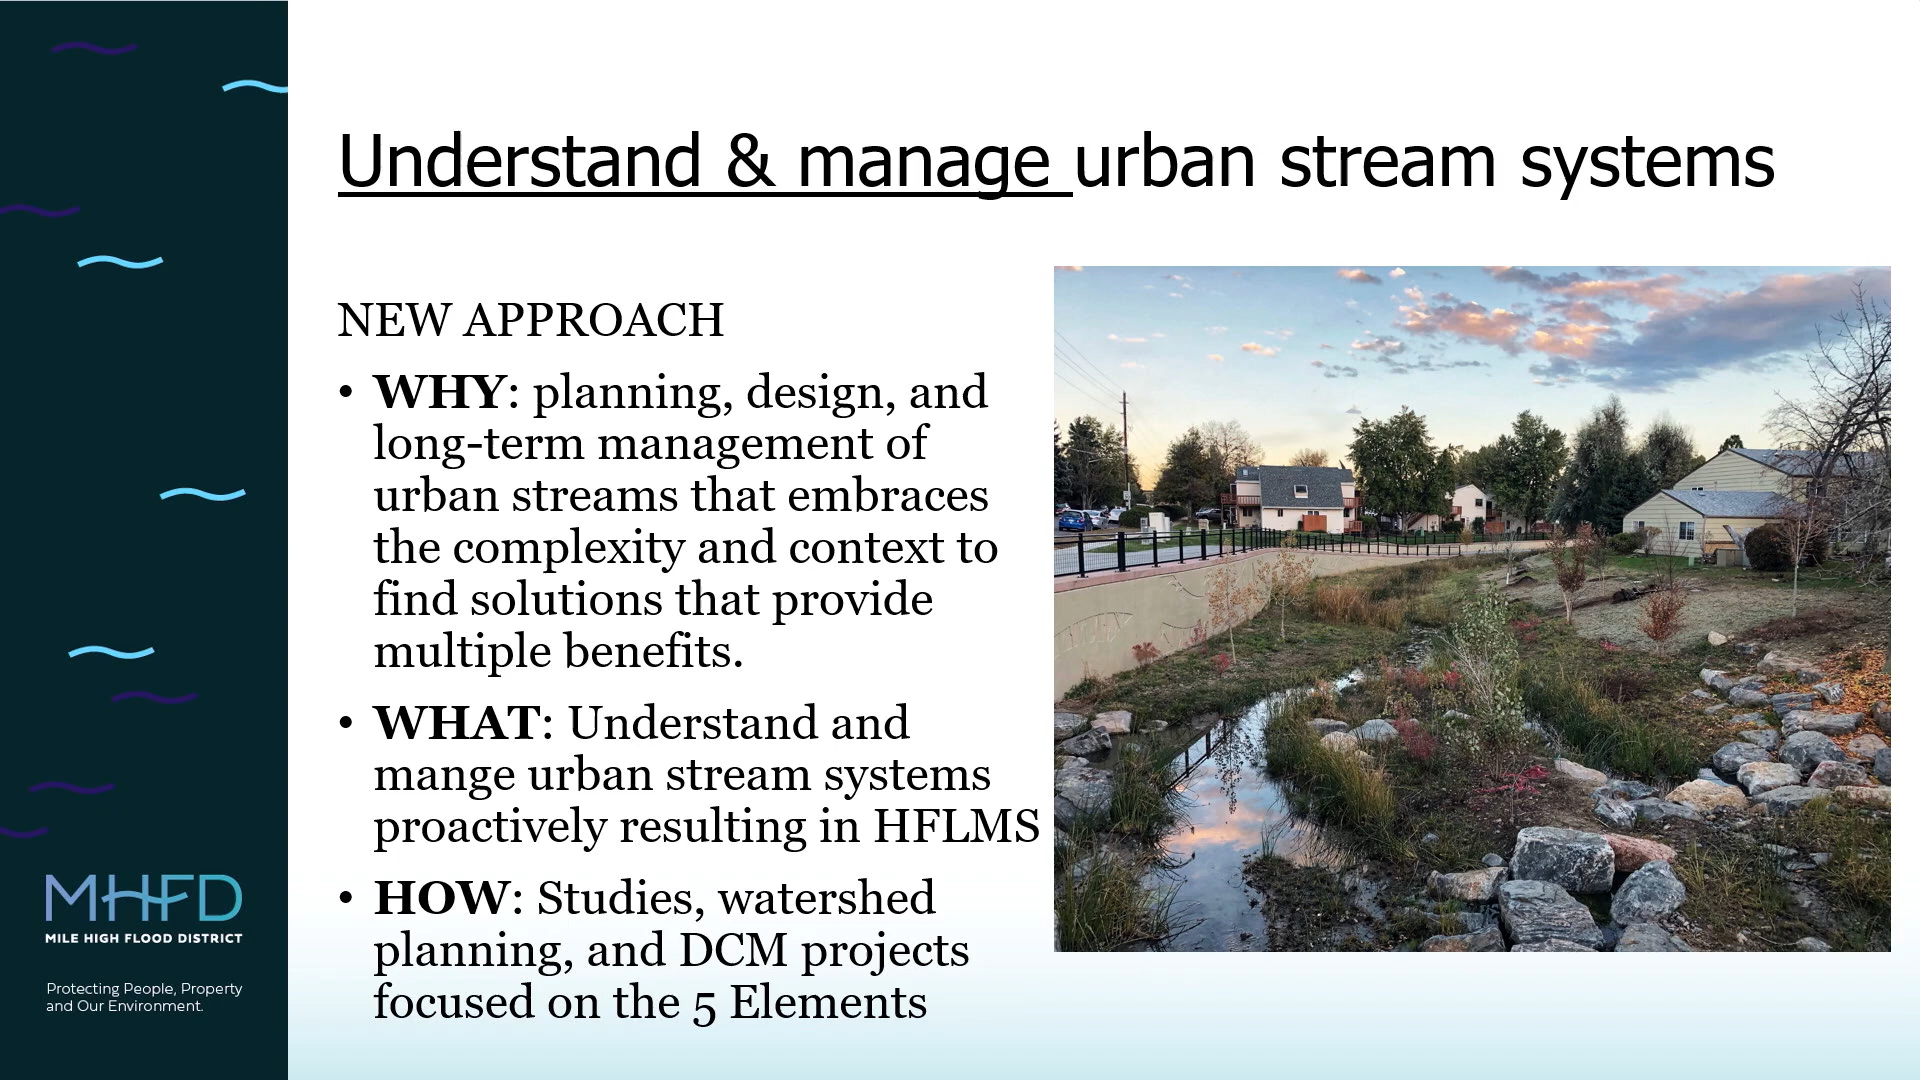 Understand & manage urban stream systems
NEW APPROACH
• WHY: planning, design, and
long-term management of
urban streams that embraces
the complexity and context to
find solutions that provide
multiple benefits.
• WHAT: Understand and
mange urban stream systems
proactively resulting in HFLMS
• HOW: Studies, watershed
planning, and DCM projects
focused on the 5 Elements
MHFD
MILE HIGH FLOOD DISTRICT
Protecting People, Property
and Our Environment.